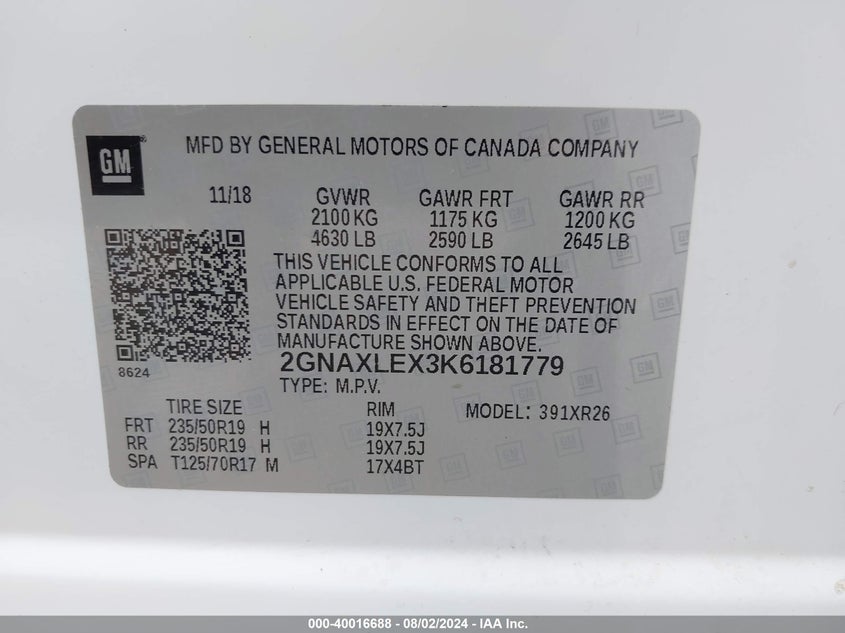 GM
MFD BY GENERAL MOTORS OF CANADA COMPANY
11/18 GVWR GAWR FRT GAWR RR
2100 KG 1175 KG 1200 KG
4630 LB 2590 LB 2645 LB
THIS VEHICLE CONFORMS TO ALL
APPLICABLE U.S. FEDERAL MOTOR
VEHICLE SAFETY AND THEFT PREVENTION
STANDARDS IN EFFECT ON THE DATE OF
MANUFACTURE SHOWN ABOVE.
8624
2GNAXLEX3K6181779
TYPE: M.P.V.
TIRE SIZE RIM MODEL: 391XR26
FRT 235/50R19 H 19X7.5J
RR 235/50R19 H 19X7.5J
SPA T125/70R17 M 17X4BT
000-40016688 - 08/02/2024 - IAA Inc.